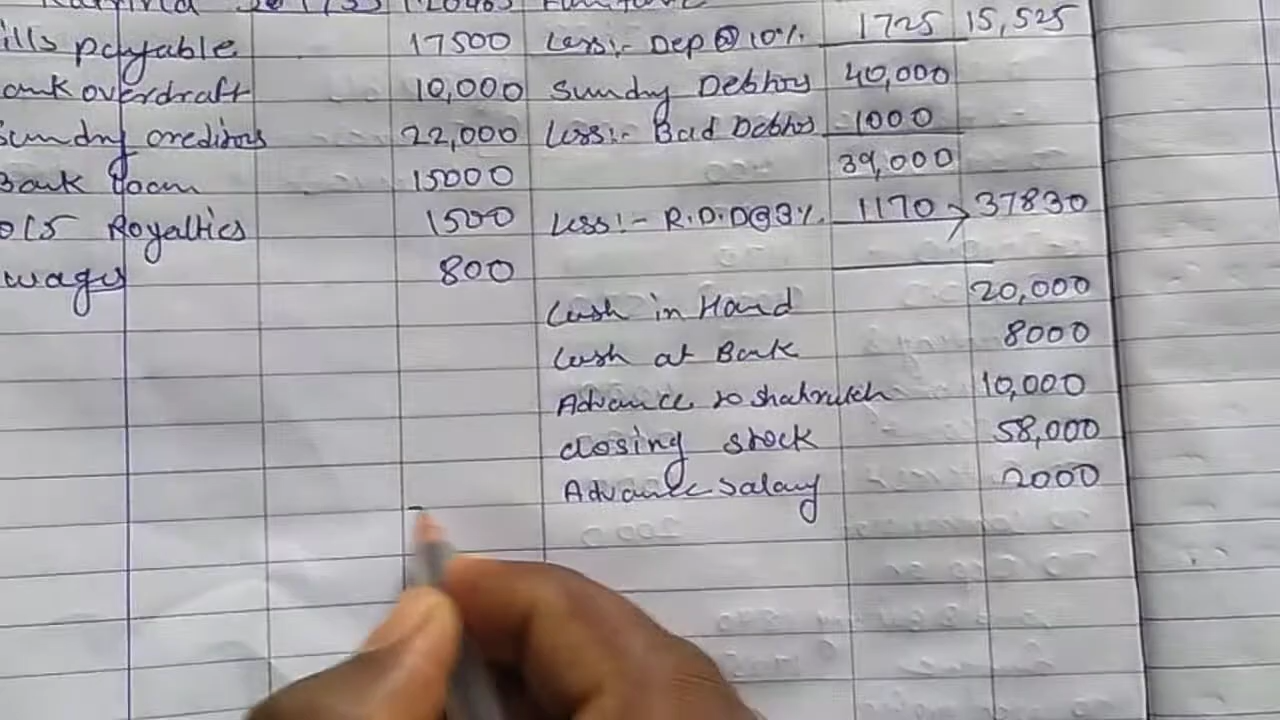 ills payable 17500 Less:- Dep @ 10% 1725 15,525
ank overdraft 10,000 Sundry Debtors 40,000
Sundry creditors 22,000 Less:- Bad Debts 1000
39,000
Bank Loan 15000
o/s Royalties 1500 Less:- R.D.D@3% 1170 37830
wages 800
Cash in Hand 20,000
Cash at Bank 8000
Advance to Shahrukh 10,000
closing stock 58,000
Advance Salary 2000